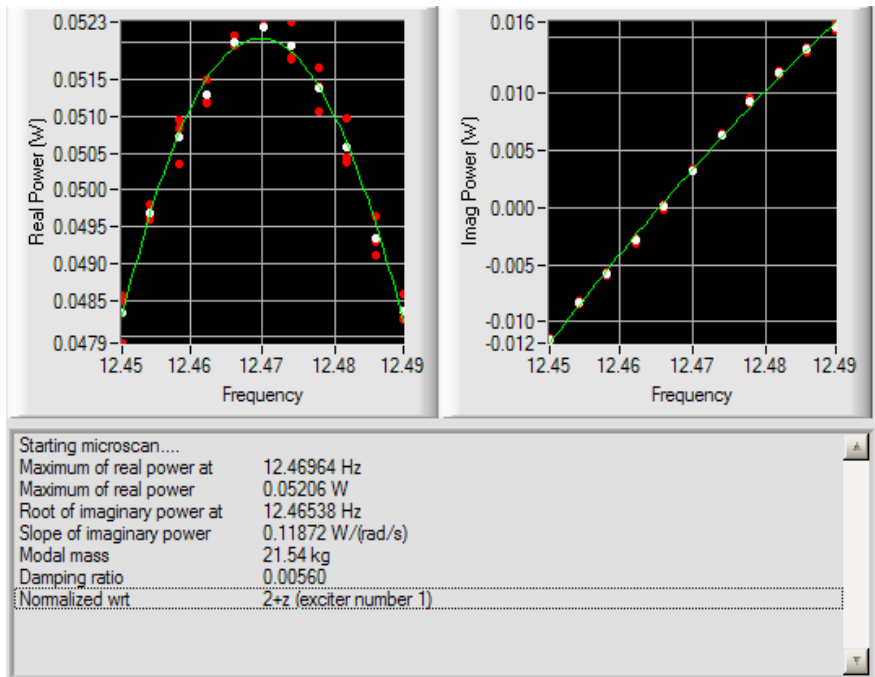 0.0523
0.0515
0.0510
0.0505
0.0500
0.0495
0.0490
0.0485
0.0479
Real Power (W)
12.45 12.46 12.47 12.48 12.49
Frequency
0.016
0.010
0.005
0.000
-0.005
-0.010
-0.012
Imag Power (W)
12.45 12.46 12.47 12.48 12.49
Frequency
Starting microscan....
Maximum of real power at 12.46964 Hz
Maximum of real power 0.05206 W
Root of imaginary power at 12.46538 Hz
Slope of imaginary power 0.11872 W/(rad/s)
Modal mass 21.54 kg
Damping ratio 0.00560
Normalized wrt 2+z (exciter number 1)